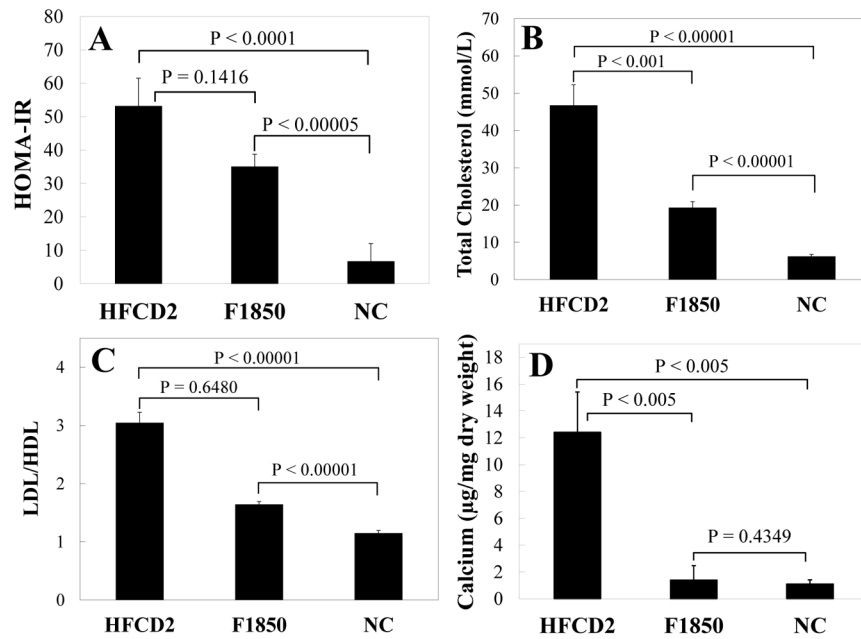 A
HOMA-IR
80
70
60
50
40
30
20
10
0
P < 0.0001
P = 0.1416
P < 0.00005
HFCD2 F1850 NC
B
Total Cholesterol (mmol/L)
70
60
50
40
30
20
10
0
P < 0.00001
P < 0.001
P < 0.00001
HFCD2 F1850 NC
C
LDL/HDL
4
3
2
1
0
P < 0.00001
P = 0.6480
P < 0.00001
HFCD2 F1850 NC
D
Calcium (µg/mg dry weight)
18
16
14
12
10
8
6
4
2
0
P < 0.005
P < 0.005
P = 0.4349
HFCD2 F1850 NC